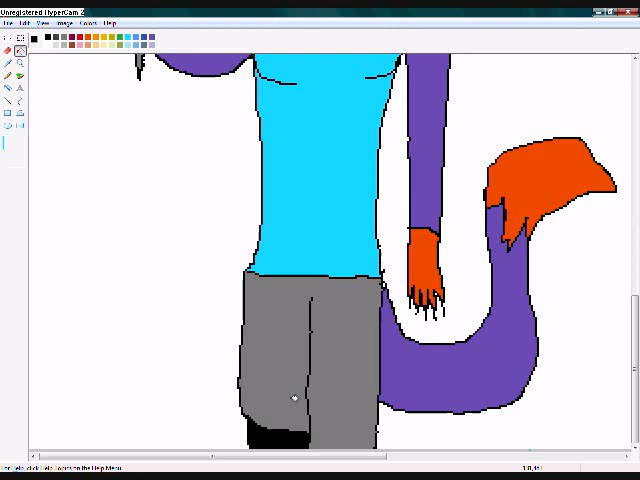 Unregistered HyperCam 2
File Edit View Image Colors Help
For Help, click Help Topics on the Help Menu.